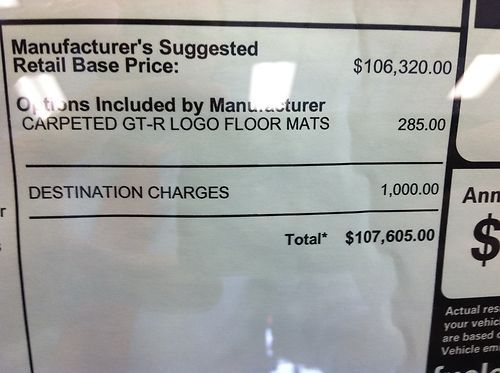 Manufacturer's Suggested
Retail Base Price: $106,320.00
Options Included by Manufacturer
CARPETED GT-R LOGO FLOOR MATS 285.00
DESTINATION CHARGES 1,000.00
Total* $107,605.00
Ann
$
Actual res
your vehic
are based o
Vehicle em